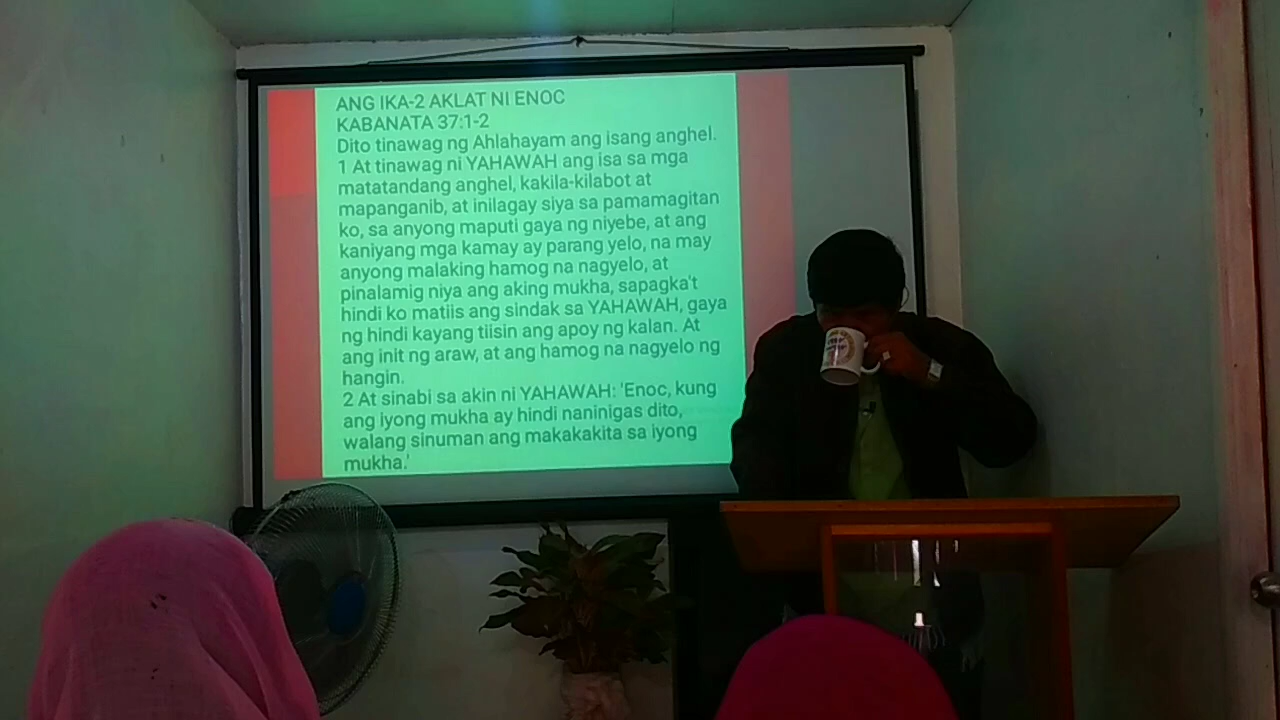 ANG IKA-2 AKLAT NI ENOC
KABANATA 37:1-2
Dito tinawag ng Ahlahayam ang isang anghel.
1 At tinawag ni YAHAWAH ang isa sa mga
matatandang anghel, kakila-kilabot at
mapanganib, at inilagay siya sa pamamagitan
ko, sa anyong maputi gaya ng niyebe, at ang
kaniyang mga kamay ay parang yelo, na may
anyong malaking hamog na nagyelo, at
pinalamig niya ang aking mukha, sapagka't
hindi ko matiis ang sindak sa YAHAWAH, gaya
ng hindi kayang tiisin ang apoy ng kalan. At
ang init ng araw, at ang hamog na nagyelo ng
hangin.
2 At sinabi sa akin ni YAHAWAH: 'Enoc, kung
ang iyong mukha ay hindi naninigas dito,
walang sinuman ang makakakita sa iyong
mukha.'